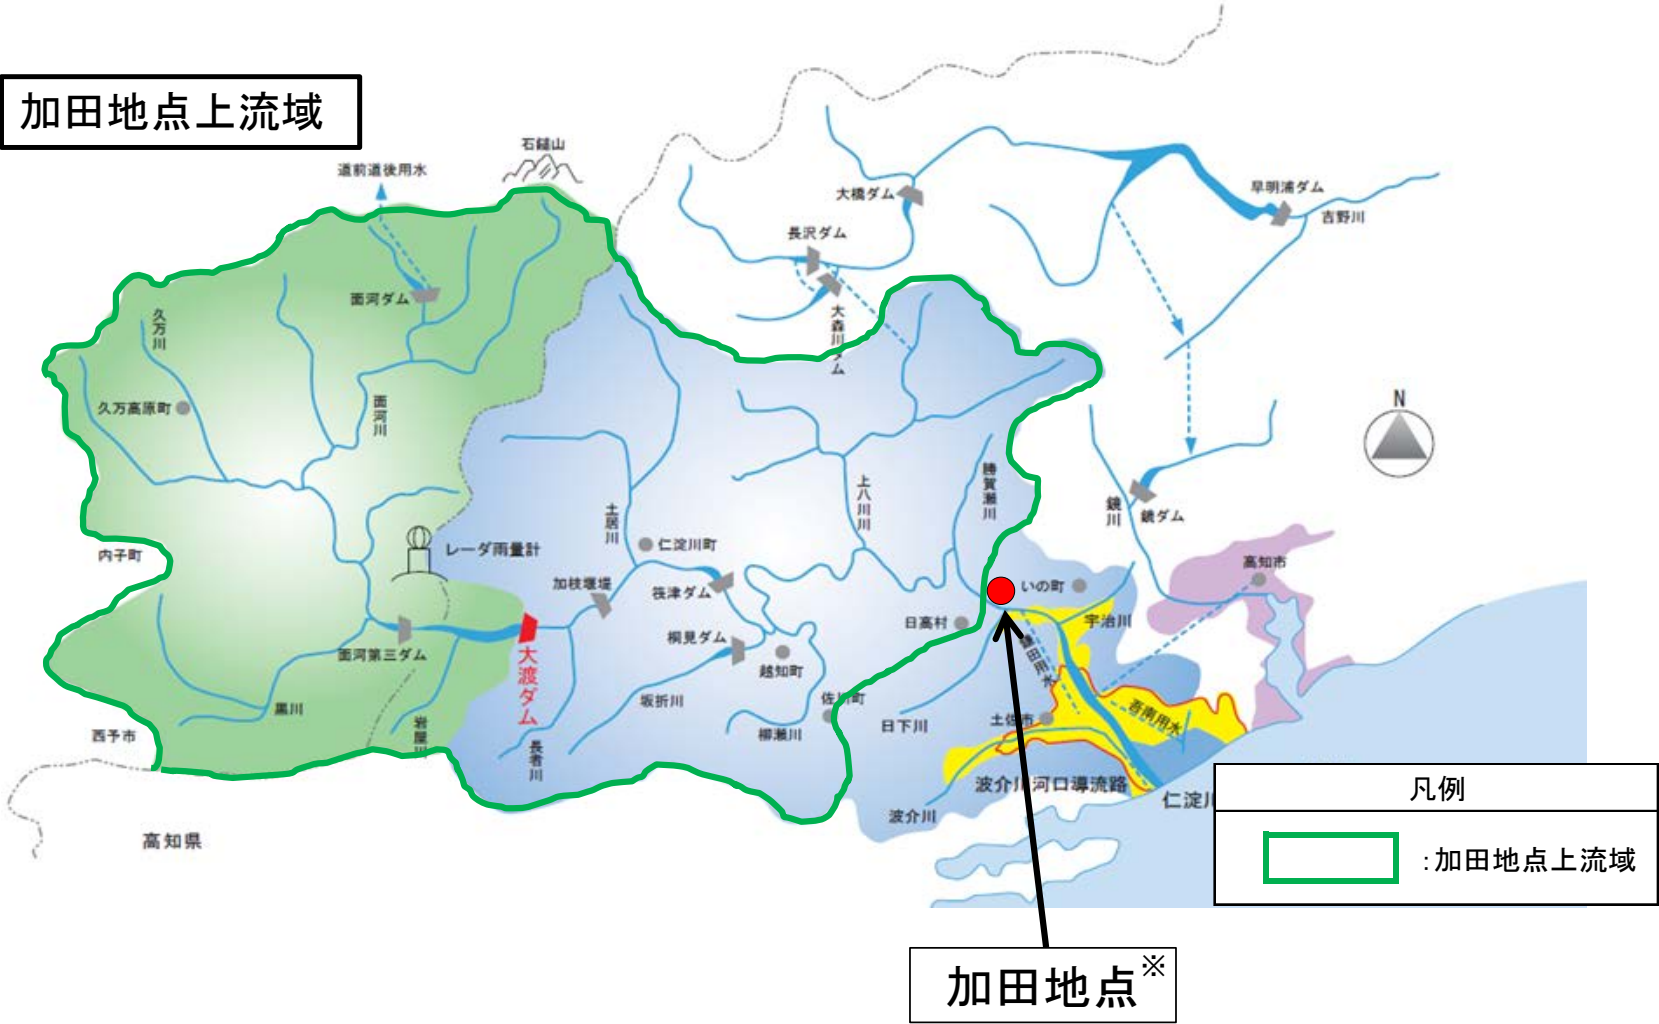 加田地点上流域
石鎚山
道前道後用水
大橋ダム
早明浦ダム
吉野川
長沢ダム
面河ダム
大森川ダム
久万川
久万高原町
面河川
N
上八川川
勝賀瀬川
土居川
鏡川
鏡ダム
内子町
レーダ雨量計
仁淀川町
高知市
加枝堰堤
筏津ダム
いの町
日高村
宇治川
桐見ダム
鎌田用水
面河第三ダム
大渡ダム
越知町
坂折川
佐川町
黒川
岩屋川
土佐市
吾南用水
日下川
柳瀬川
西予市
長者川
波介川河口導流路
仁淀川
波介川
高知県
凡例
:加田地点上流域
加田地点※